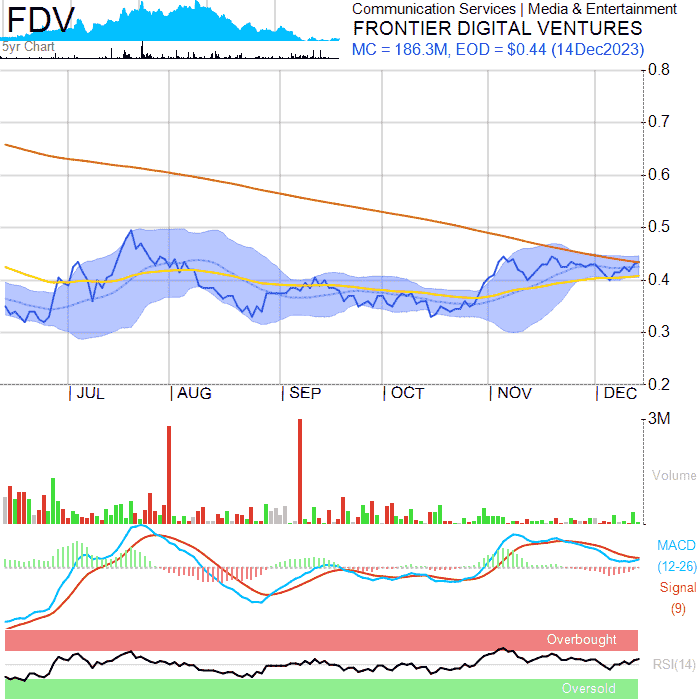 FDV
5yr Chart
Communication Services | Media & Entertainment
FRONTIER DIGITAL VENTURES
MC = 186.3M, EOD = $0.44 (14Dec2023)
0.8
0.7
0.6
0.5
0.4
0.3
0.2
JUL AUG SEP OCT NOV DEC
3M
Volume
MACD
(12-26)
Signal
(9)
Overbought
RSI(14)
Oversold